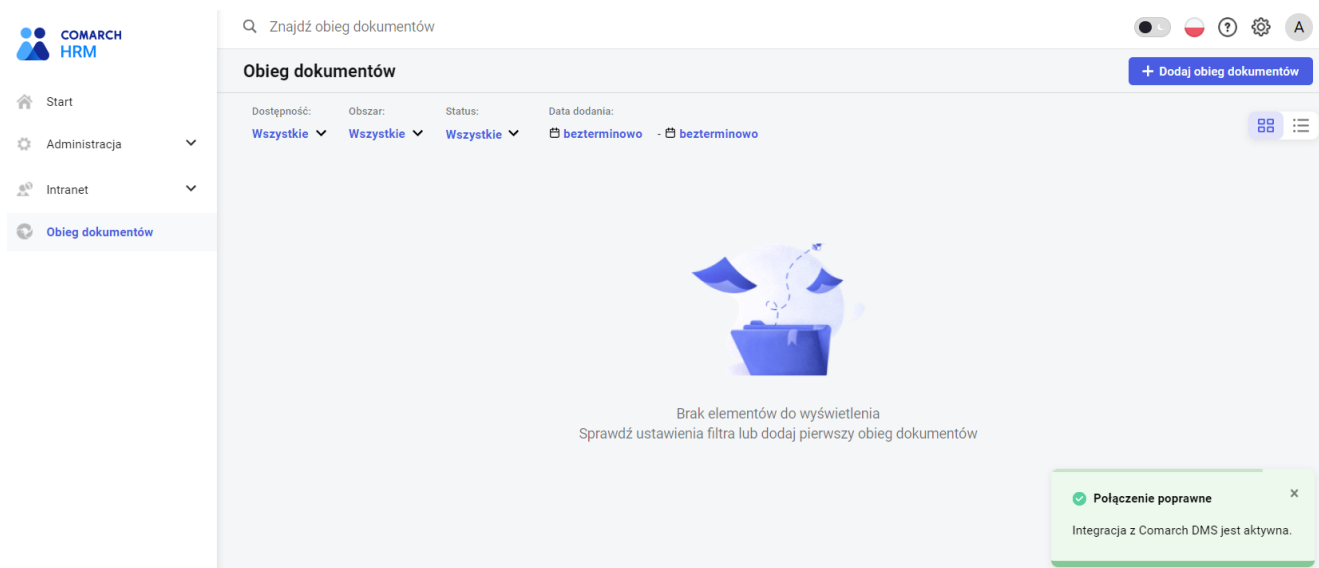 COMARCH
HRM
Znajdź obieg dokumentów
A
Obieg dokumentów
+ Dodaj obieg dokumentów
Start
Administracja
Intranet
Obieg dokumentów
Dostępność: Obszar: Status: Data dodania:
Wszystkie Wszystkie Wszystkie bezterminowo - bezterminowo
Brak elementów do wyświetlenia
Sprawdź ustawienia filtra lub dodaj pierwszy obieg dokumentów
Połączenie poprawne
Integracja z Comarch DMS jest aktywna.